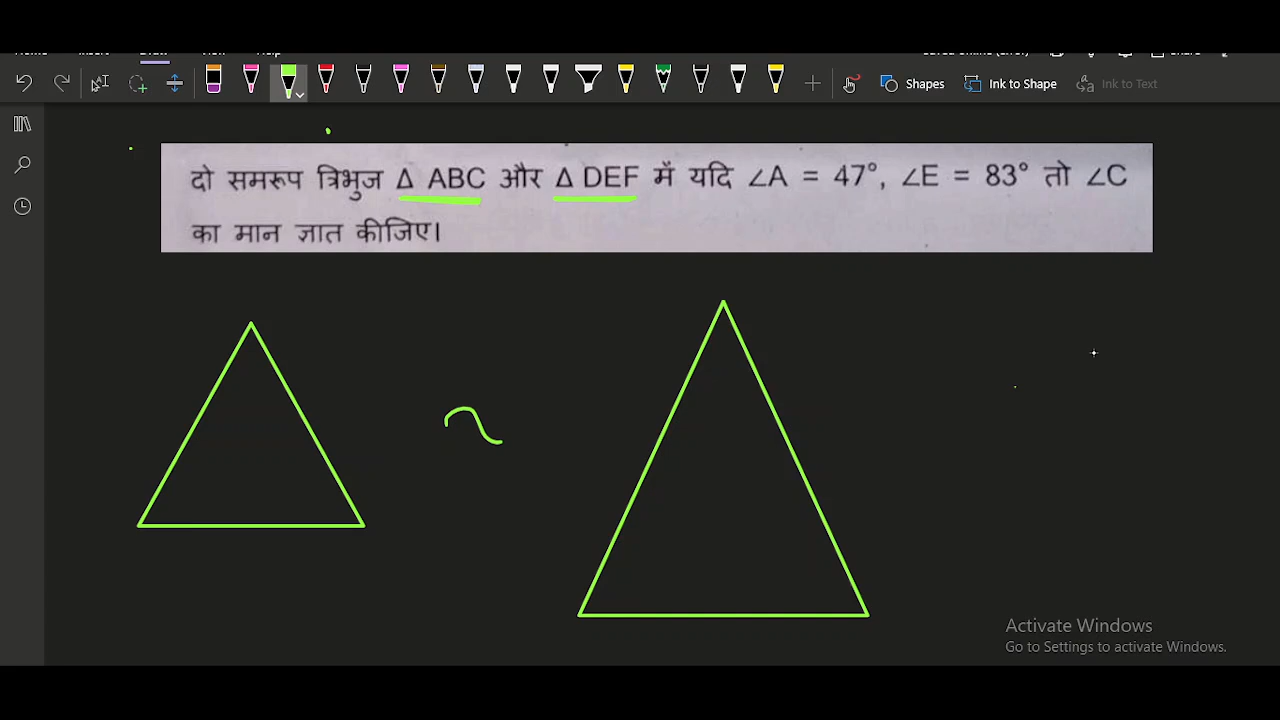 Ink to Shape
Shapes
Ink to Text
दो समरूप त्रिभुज Δ ABC और Δ DEF में यदि ∠A = 47°, ∠E = 83° तो ∠C
का मान ज्ञात कीजिए।
~
Activate Windows
Go to Settings to activate Windows.